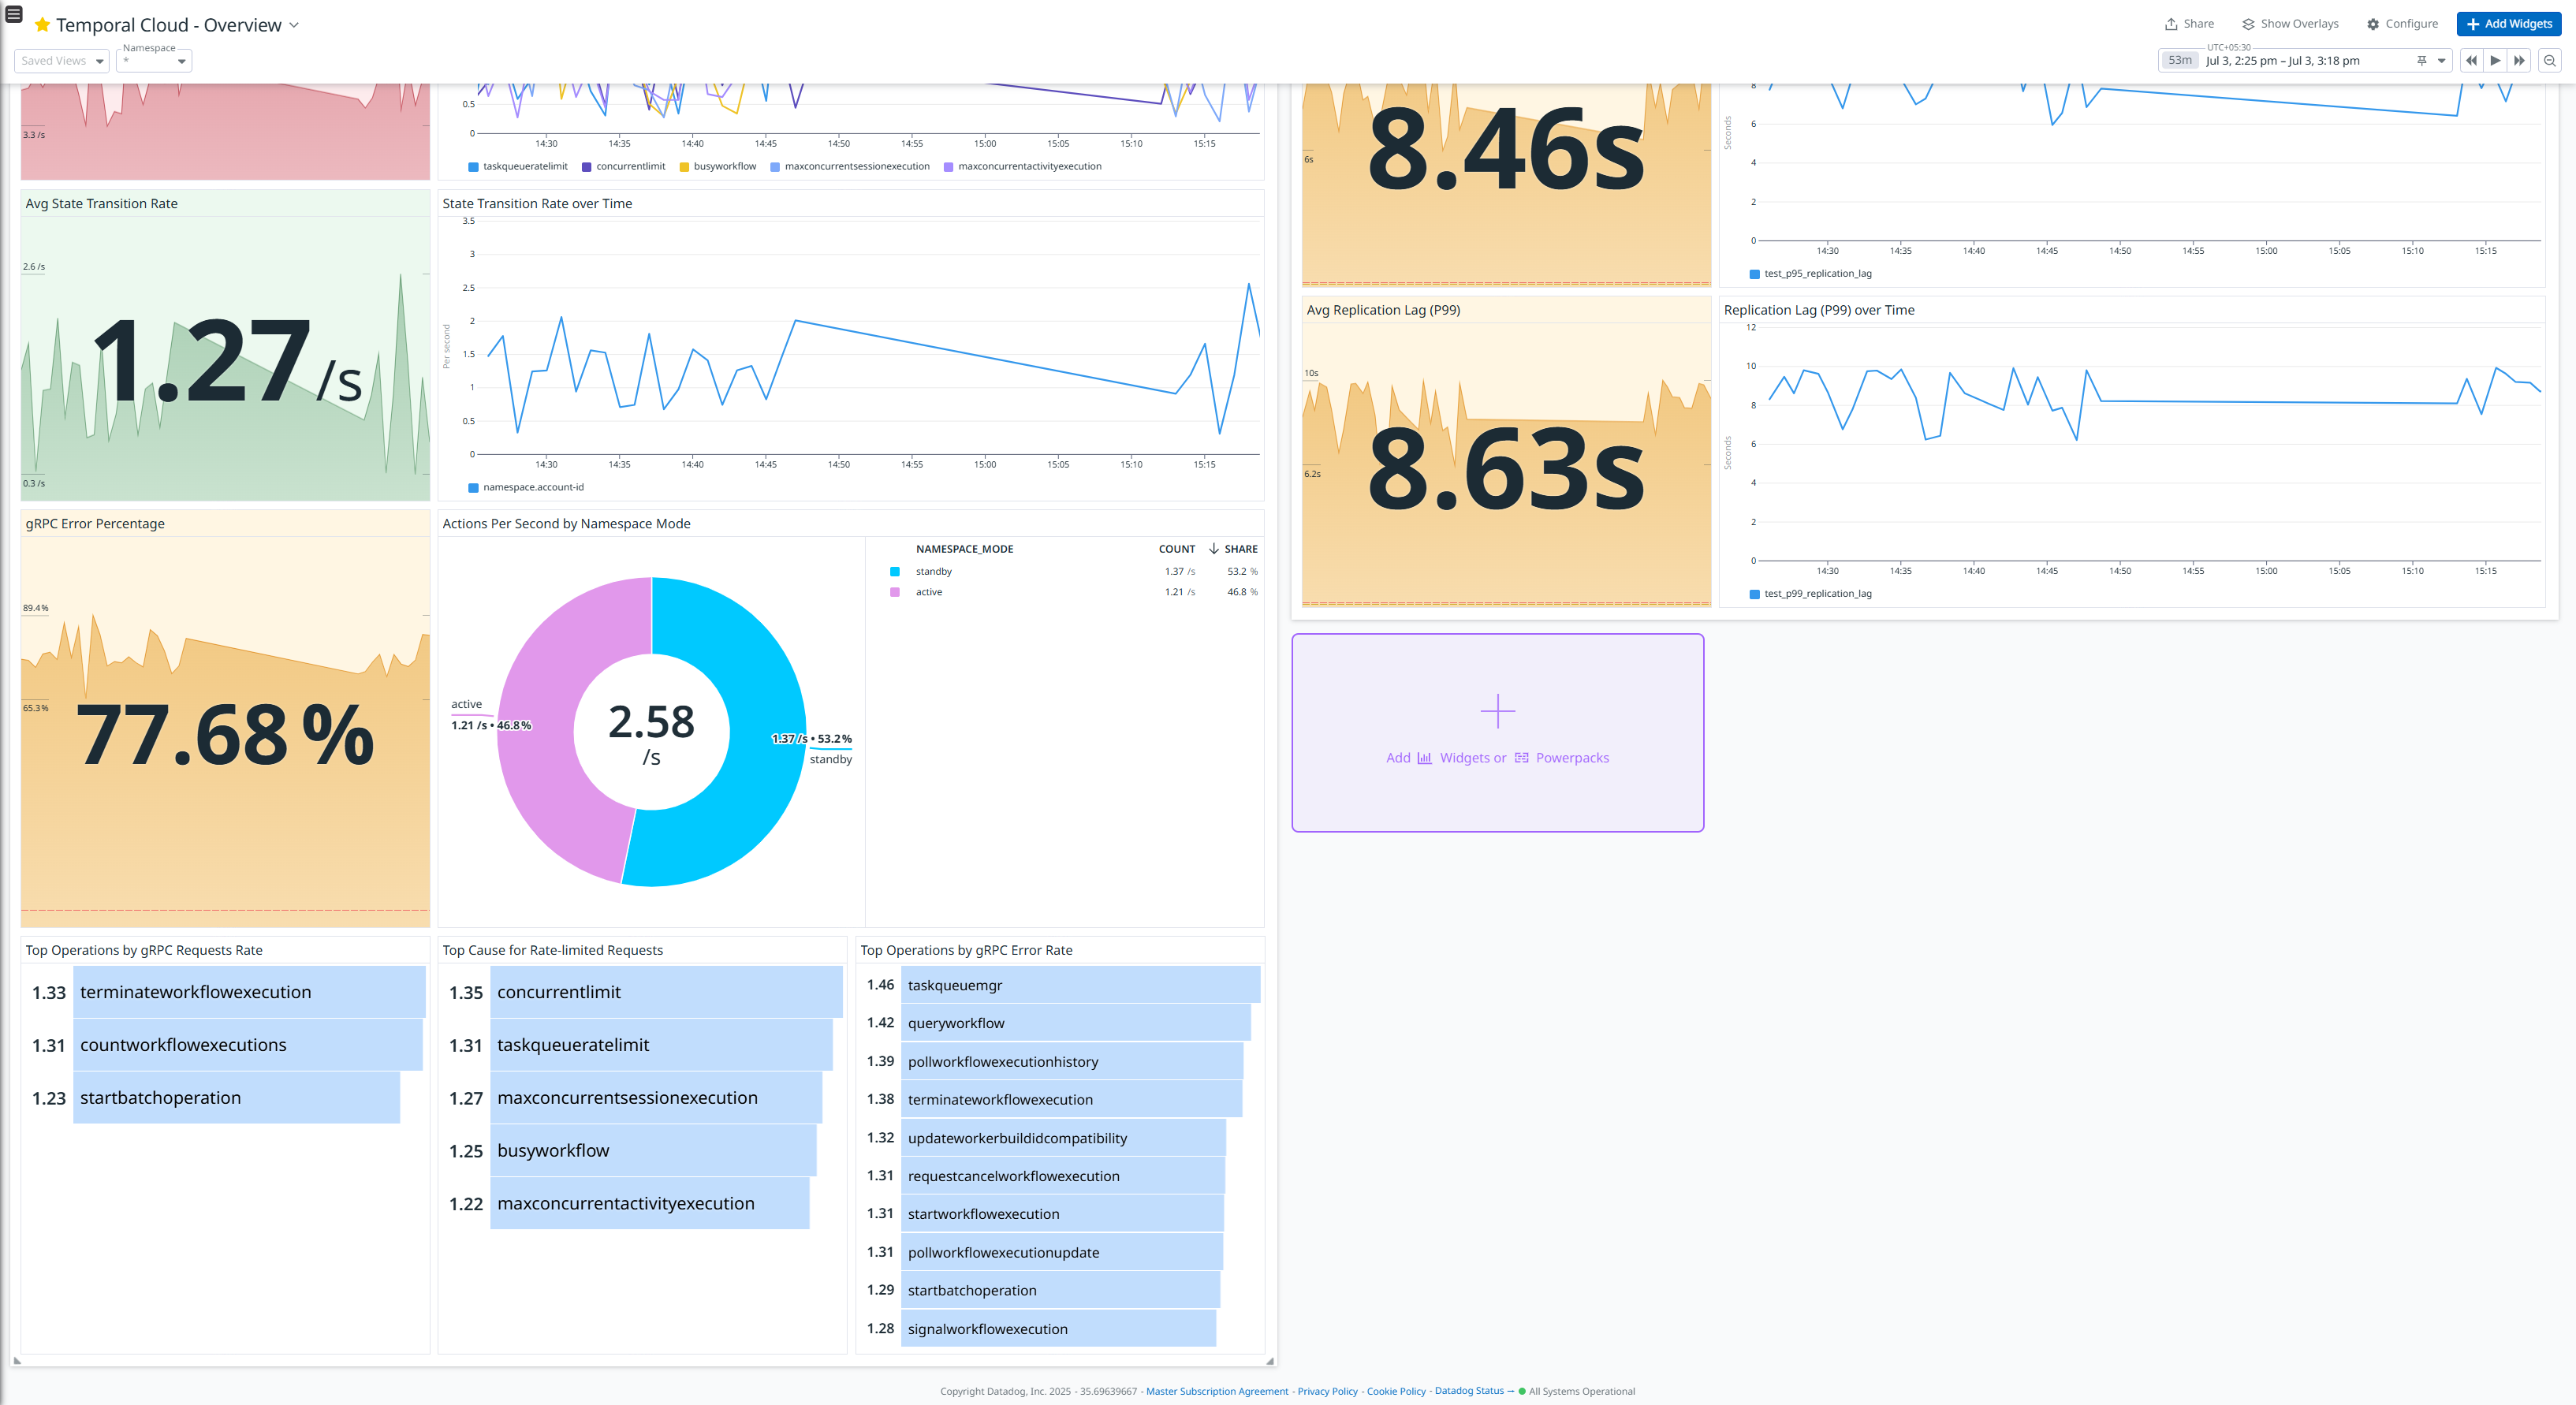 Temporal Cloud - Overview
Share
Show Overlays
Configure
Add Widgets
Saved Views
Namespace
*
UTC+05:30
53m
Jul 3, 2:25 pm – Jul 3, 3:18 pm
3.3 /s
0.5
0
14:30 14:35 14:40 14:45 14:50 14:55 15:00 15:05 15:10 15:15
taskqueueratelimit concurrentlimit busyworkflow maxconcurrentsessionexecution maxconcurrentactivityexecution
8.46s
6s
8
6
4
2
0
Seconds
14:30 14:35 14:40 14:45 14:50 14:55 15:00 15:05 15:10 15:15
test_p95_replication_lag
Avg State Transition Rate
2.6 /s
1.27/s
0.3 /s
State Transition Rate over Time
3.5
3
2.5
2
1.5
1
0.5
0
Per second
14:30 14:35 14:40 14:45 14:50 14:55 15:00 15:05 15:10 15:15
namespace.account-id
Avg Replication Lag (P99)
10s
8.63s
6.2s
Replication Lag (P99) over Time
12
10
8
6
4
2
0
Seconds
14:30 14:35 14:40 14:45 14:50 14:55 15:00 15:05 15:10 15:15
test_p99_replication_lag
gRPC Error Percentage
89.4%
65.3%
77.68 %
Actions Per Second by Namespace Mode
active
1.21 /s • 46.8%
2.58
/s
1.37 /s • 53.2%
standby
NAMESPACE_MODE COUNT SHARE
standby 1.37 /s 53.2 %
active 1.21 /s 46.8 %
Add Widgets or Powerpacks
Top Operations by gRPC Requests Rate
1.33 terminateworkflowexecution
1.31 countworkflowexecutions
1.23 startbatchoperation
Top Cause for Rate-limited Requests
1.35 concurrentlimit
1.31 taskqueueratelimit
1.27 maxconcurrentsessionexecution
1.25 busyworkflow
1.22 maxconcurrentactivityexecution
Top Operations by gRPC Error Rate
1.46 taskqueuemgr
1.42 queryworkflow
1.39 pollworkflowexecutionhistory
1.38 terminateworkflowexecution
1.32 updateworkerbuildidcompatibility
1.31 requestcancelworkflowexecution
1.31 startworkflowexecution
1.31 pollworkflowexecutionupdate
1.29 startbatchoperation
1.28 signalworkflowexecution
Copyright Datadog, Inc. 2025 - 35.69639667 - Master Subscription Agreement - Privacy Policy - Cookie Policy - Datadog Status → All Systems Operational